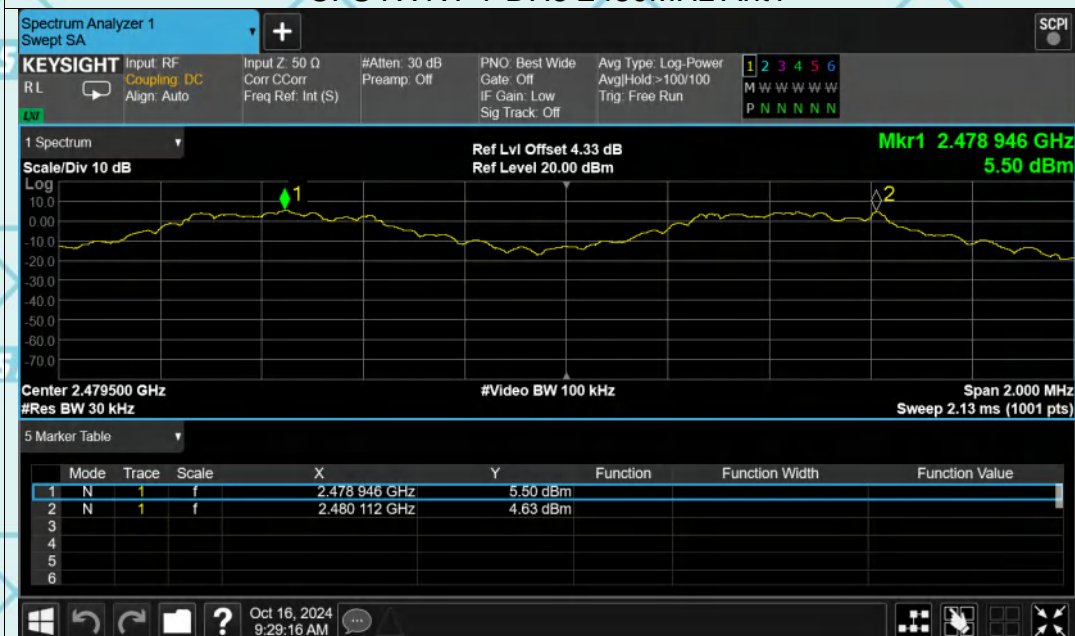 Spectrum Analyzer 1
Swept SA
+
SCPI
KEYSIGHT
R L
LXI
Input: RF
Coupling: DC
Align: Auto
Input Z: 50 Ω
Corr CCorr
Freq Ref: Int (S)
#Atten: 30 dB
Preamp: Off
PNO: Best Wide
Gate: Off
IF Gain: Low
Sig Track: Off
Avg Type: Log-Power
Avg|Hold:>100/100
Trig: Free Run
1 2 3 4 5 6
M W W W W W
P N N N N N
1 Spectrum
Scale/Div 10 dB
Ref Lvl Offset 4.33 dB
Ref Level 20.00 dBm
Mkr1 2.478 946 GHz
5.50 dBm
Log
10.0
0.00
-10.0
-20.0
-30.0
-40.0
-50.0
-60.0
-70.0
1
2
Center 2.479500 GHz
#Res BW 30 kHz
#Video BW 100 kHz
Span 2.000 MHz
Sweep 2.13 ms (1001 pts)
5 Marker Table
Mode Trace Scale X Y Function Function Width Function Value
1 N 1 f 2.478 946 GHz 5.50 dBm
2 N 1 f 2.480 112 GHz 4.63 dBm
3
4
5
6
?
Oct 16, 2024
9:29:16 AM